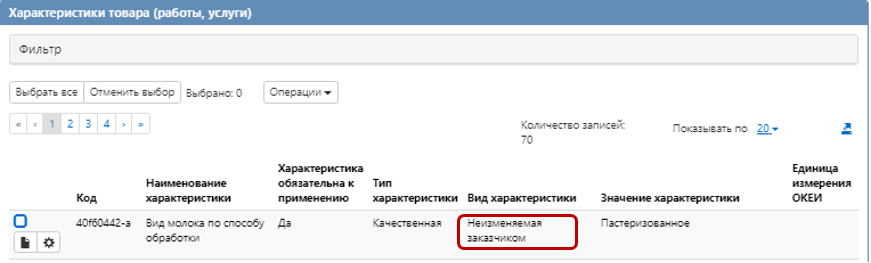 Характеристики товара (работы, услуги)
Фильтр
Выбрать все Отменить выбор Выбрано: 0 Операции
« ‹ 1 2 3 4 › »
Количество записей: 70
Показывать по 20
Код
Наименование характеристики
Характеристика обязательна к применению
Тип характеристики
Вид характеристики
Значение характеристики
Единица измерения ОКЕИ
40f60442-a
Вид молока по способу обработки
Да
Качественная
Неизменяемая заказчиком
Пастеризованное